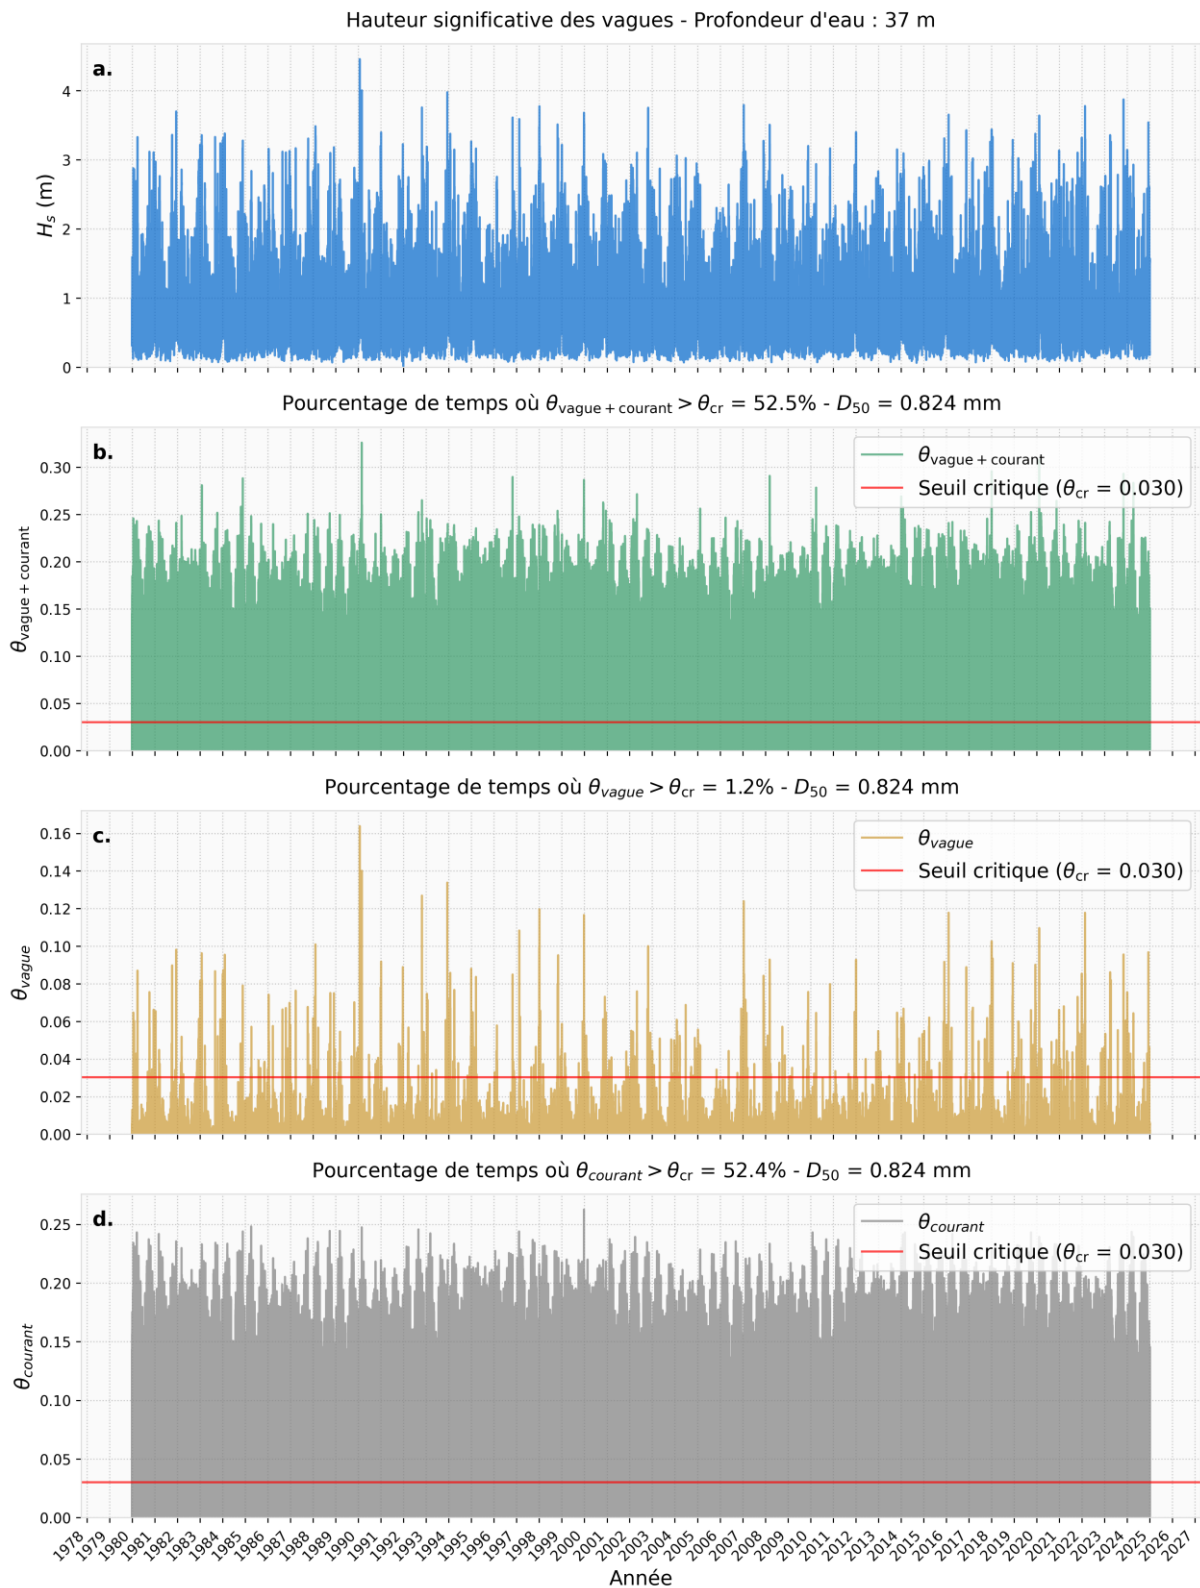 Hauteur significative des vagues - Profondeur d'eau : 37 m
a.
4
3
2
1
0
H_s (m)
Pourcentage de temps où θ_vague + courant > θ_cr = 52.5% - D_50 = 0.824 mm
b.
θ_vague + courant
Seuil critique (θ_cr = 0.030)
0.30
0.25
0.20
0.15
0.10
0.05
0.00
θ_vague + courant
Pourcentage de temps où θ_vague > θ_cr = 1.2% - D_50 = 0.824 mm
c.
θ_vague
Seuil critique (θ_cr = 0.030)
0.16
0.14
0.12
0.10
0.08
0.06
0.04
0.02
0.00
θ_vague
Pourcentage de temps où θ_courant > θ_cr = 52.4% - D_50 = 0.824 mm
d.
θ_courant
Seuil critique (θ_cr = 0.030)
0.25
0.20
0.15
0.10
0.05
0.00
θ_courant
1978 1979 1980 1981 1982 1983 1984 1985 1986 1987 1988 1989 1990 1991 1992 1993 1994 1995 1996 1997 1998 1999 2000 2001 2002 2003 2004 2005 2006 2007 2008 2009 2010 2011 2012 2013 2014 2015 2016 2017 2018 2019 2020 2021 2022 2023 2024 2025 2026 2027
Année